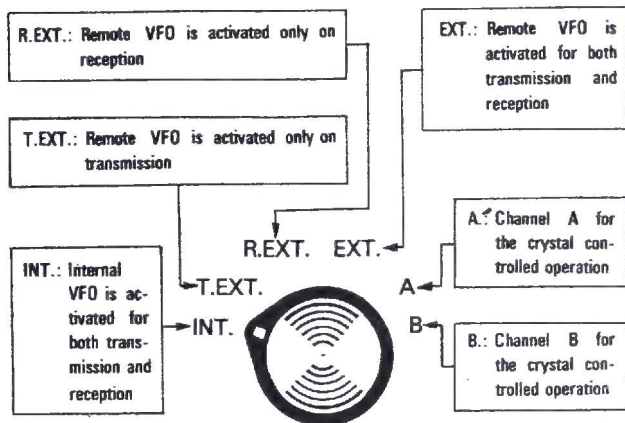 R.EXT.: Remote VFO is activated only on
reception
EXT.: Remote VFO is
activated for both
transmission and
reception
T.EXT.: Remote VFO is activated only on
transmission
R.EXT. EXT.
A.: Channel A for
the crystal con-
trolled operation
INT.: Internal
VFO is ac-
tivated for
both trans-
mission and
reception
T.EXT.
A
INT.
B
B.: Channel B for
the crystal con-
trolled operation